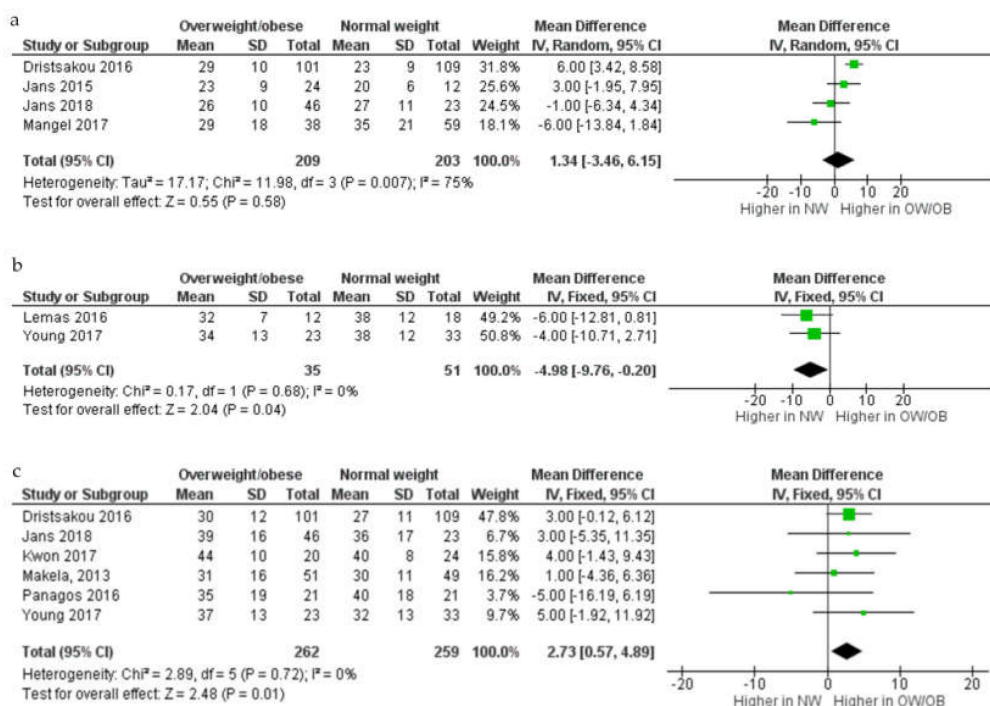 a
Overweight/obese Normal weight Mean Difference Mean Difference
Study or Subgroup Mean SD Total Mean SD Total Weight IV, Random, 95% CI IV, Random, 95% CI
Dristsakou 2016 29 10 101 23 9 109 31.8% 6.00 [3.42, 8.58]
Jans 2015 23 9 24 20 6 12 25.6% 3.00 [-1.95, 7.95]
Jans 2018 26 10 46 27 11 23 24.5% -1.00 [-6.34, 4.34]
Mangel 2017 29 18 38 35 21 59 18.1% -6.00 [-13.84, 1.84]
Total (95% CI) 209 203 100.0% 1.34 [-3.46, 6.15]
Heterogeneity: Tau² = 17.17; Chi² = 11.98, df = 3 (P = 0.007); I² = 75%
Test for overall effect: Z = 0.55 (P = 0.58)
-20 -10 0 10 20
Higher in NW Higher in OW/OB
b
Overweight/obese Normal weight Mean Difference Mean Difference
Study or Subgroup Mean SD Total Mean SD Total Weight IV, Fixed, 95% CI IV, Fixed, 95% CI
Lemas 2016 32 7 12 38 12 18 49.2% -6.00 [-12.81, 0.81]
Young 2017 34 13 23 38 12 33 50.8% -4.00 [-10.71, 2.71]
Total (95% CI) 35 51 100.0% -4.98 [-9.76, -0.20]
Heterogeneity: Chi² = 0.17, df = 1 (P = 0.68); I² = 0%
Test for overall effect: Z = 2.04 (P = 0.04)
-20 -10 0 10 20
Higher in NW Higher in OW/OB
c
Overweight/obese Normal weight Mean Difference Mean Difference
Study or Subgroup Mean SD Total Mean SD Total Weight IV, Fixed, 95% CI IV, Fixed, 95% CI
Dristsakou 2016 30 12 101 27 11 109 47.8% 3.00 [-0.12, 6.12]
Jans 2018 39 16 46 36 17 23 6.7% 3.00 [-5.35, 11.35]
Kwon 2017 44 10 20 40 8 24 15.8% 4.00 [-1.43, 9.43]
Makela, 2013 31 16 51 30 11 49 16.2% 1.00 [-4.36, 6.36]
Panagos 2016 35 19 21 40 18 21 3.7% -5.00 [-16.19, 6.19]
Young 2017 37 13 23 32 13 33 9.7% 5.00 [-1.92, 11.92]
Total (95% CI) 262 259 100.0% 2.73 [0.57, 4.89]
Heterogeneity: Chi² = 2.89, df = 5 (P = 0.72); I² = 0%
Test for overall effect: Z = 2.48 (P = 0.01)
-20 -10 0 10 20
Higher in NW Higher in OW/OB